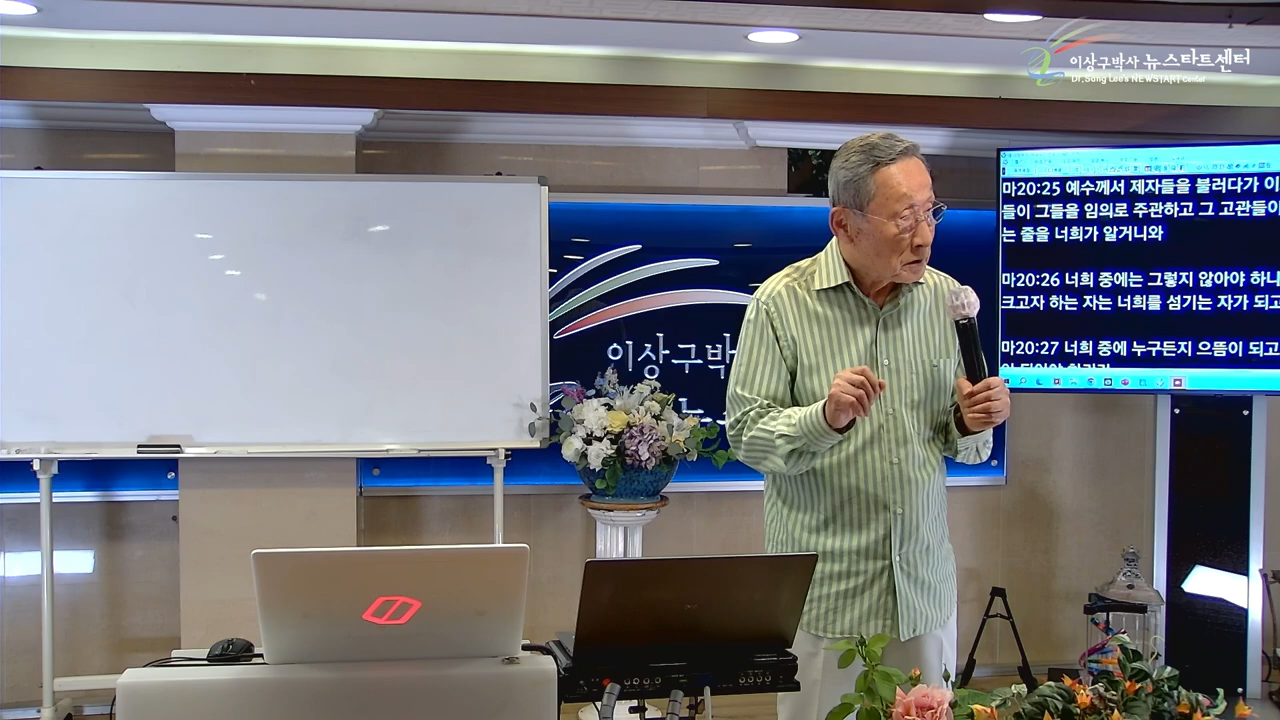 이상구박사 뉴스타트센터
Dr. Sang Lee's NEWSTART Center
마20:25 예수께서 제자들을 불러다가 이
들이 그들을 임의로 주관하고 그 고관들이
는 줄을 너희가 알거니와
마20:26 너희 중에는 그렇지 않아야 하나
크고자 하는 자는 너희를 섬기는 자가 되고
마20:27 너희 중에 누구든지 으뜸이 되고
이상구박